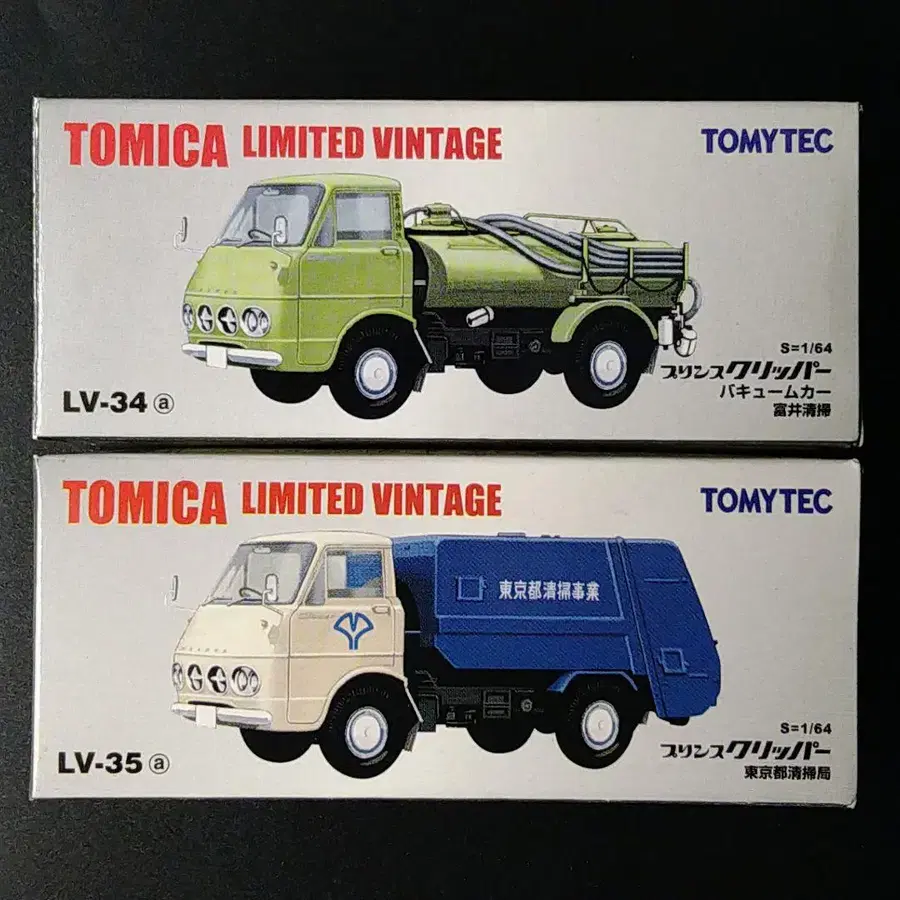 TOMICA LIMITED VINTAGE
TOMYTEC
S=1/64
プリンスクリッパー
バキュームカー
富井清掃
LV-34 ⓐ
TOMICA LIMITED VINTAGE
TOMYTEC
東京都清掃事業
S=1/64
プリンスクリッパー
東京都清掃局
LV-35 ⓐ